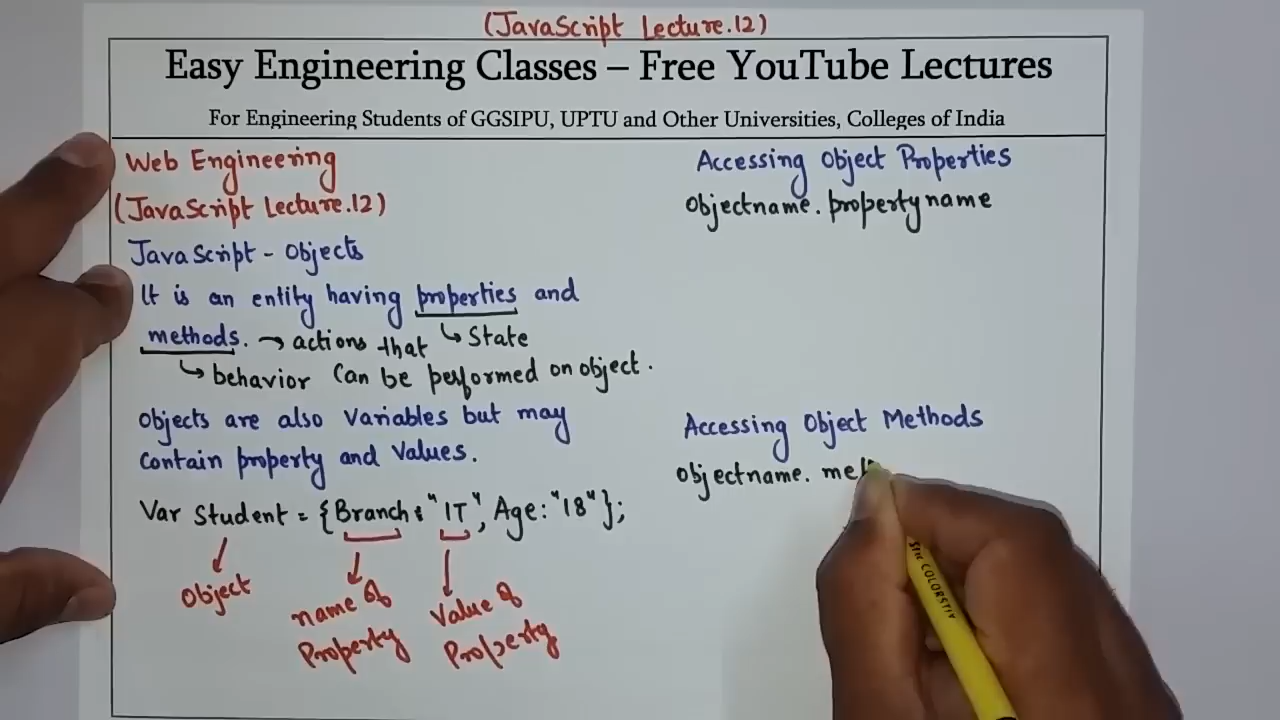 (JavaScript Lecture.12)
Easy Engineering Classes – Free YouTube Lectures
For Engineering Students of GGSIPU, UPTU and Other Universities, Colleges of India
Web Engineering
(JavaScript Lecture.12)
JavaScript - Objects
It is an entity having properties and
methods. → actions that ↳ State
↳ behavior Can be performed on object.
Objects are also Variables but may
Contain property and Values.
Var Student = {Branch: "IT", Age: "18"};
Object
name of
Property
Value of
Property
Accessing Object Properties
Objectname. propertyname
Accessing Object Methods
Objectname.
STIC COLORSTIX